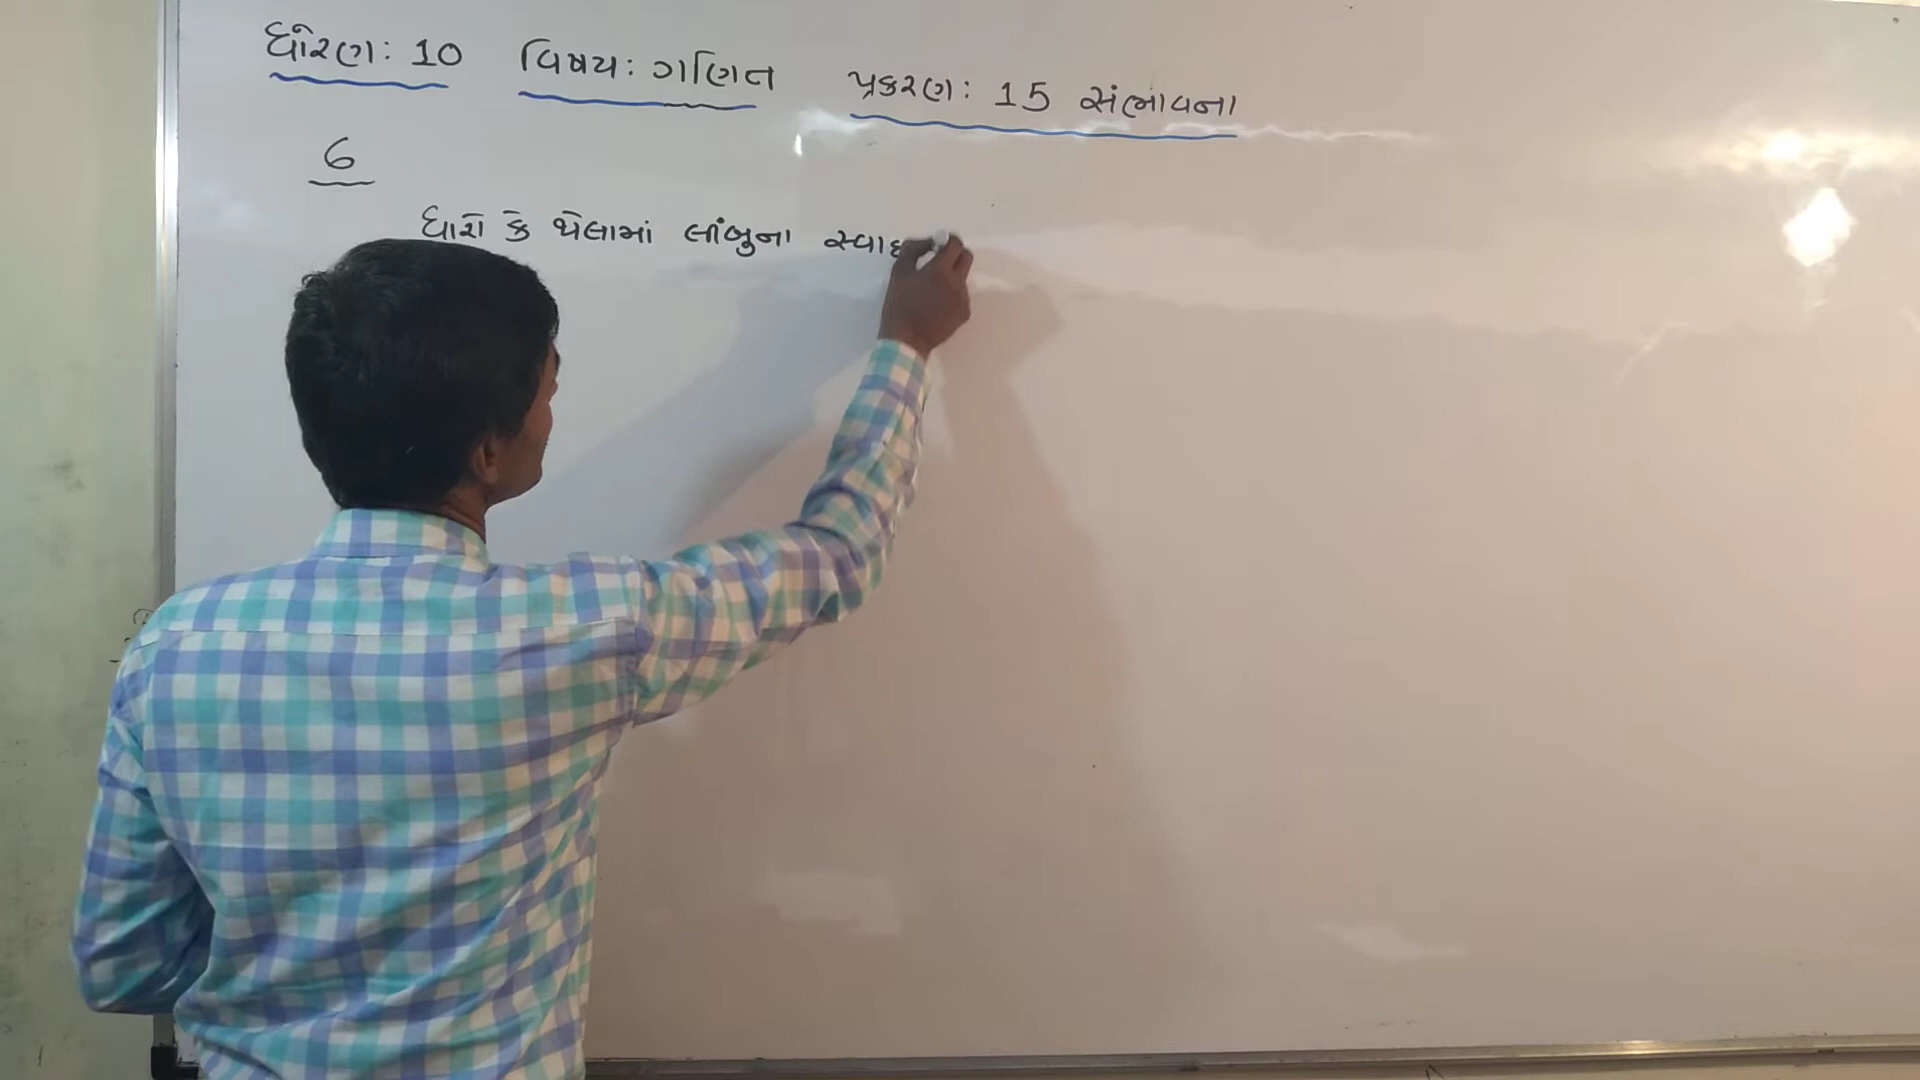 ધોરણ: 10 વિષય: ગણિત પ્રકરણ: 15 સંભાવના
6
ધારો કે થેલામાં લીંબુના